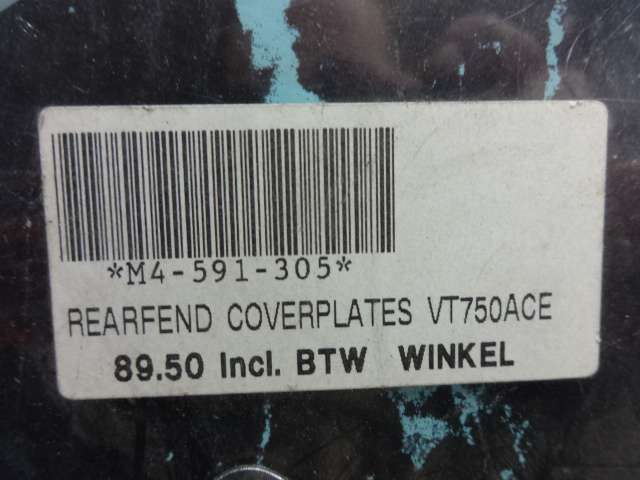 *M4-591-305*
REARFEND COVERPLATES VT750ACE
89.50 Incl. BTW WINKEL